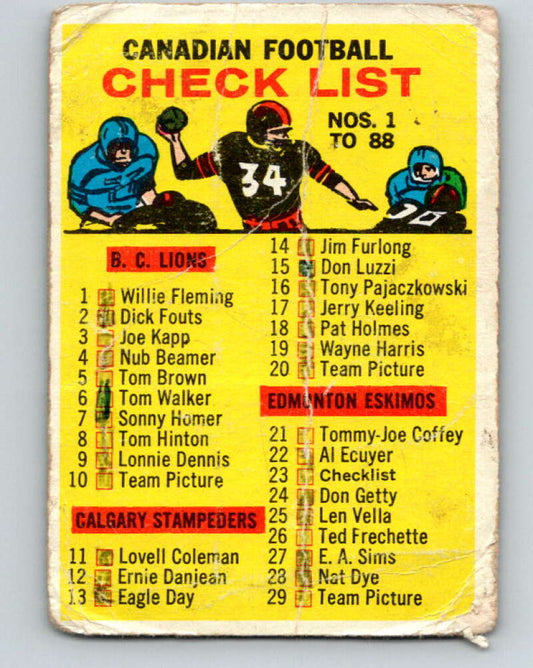 CANADIAN FOOTBALL
CHECK LIST
NOS. 1
TO 88
34
10
B. C. LIONS
1 Willie Fleming
2 Dick Fouts
3 Joe Kapp
4 Nub Beamer
5 Tom Brown
6 Tom Walker
7 Sonny Homer
8 Tom Hinton
9 Lonnie Dennis
10 Team Picture
CALGARY STAMPEDERS
11 Lovell Coleman
12 Ernie Danjean
13 Eagle Day
14 Jim Furlong
15 Don Luzzi
16 Tony Pajaczkowski
17 Jerry Keeling
18 Pat Holmes
19 Wayne Harris
20 Team Picture
EDMONTON ESKIMOS
21 Tommy-Joe Coffey
22 Al Ecuyer
23 Checklist
24 Don Getty
25 Len Vella
26 Ted Frechette
27 E. A. Sims
28 Nat Dye
29 Team Picture